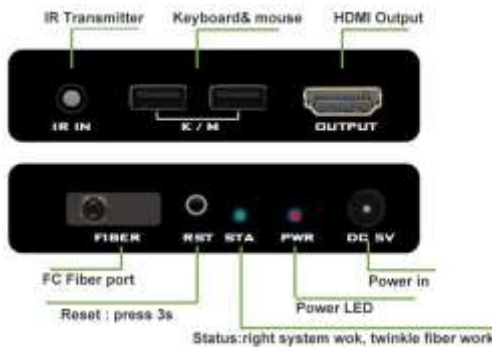 IR Transmitter Keyboard& mouse HDMI Output
IR IN K / M OUTPUT
FIBER RST STA PWR DC 5V
FC Fiber port Power in
Reset : press 3s Power LED
Status:right system wok, twinkle fiber work